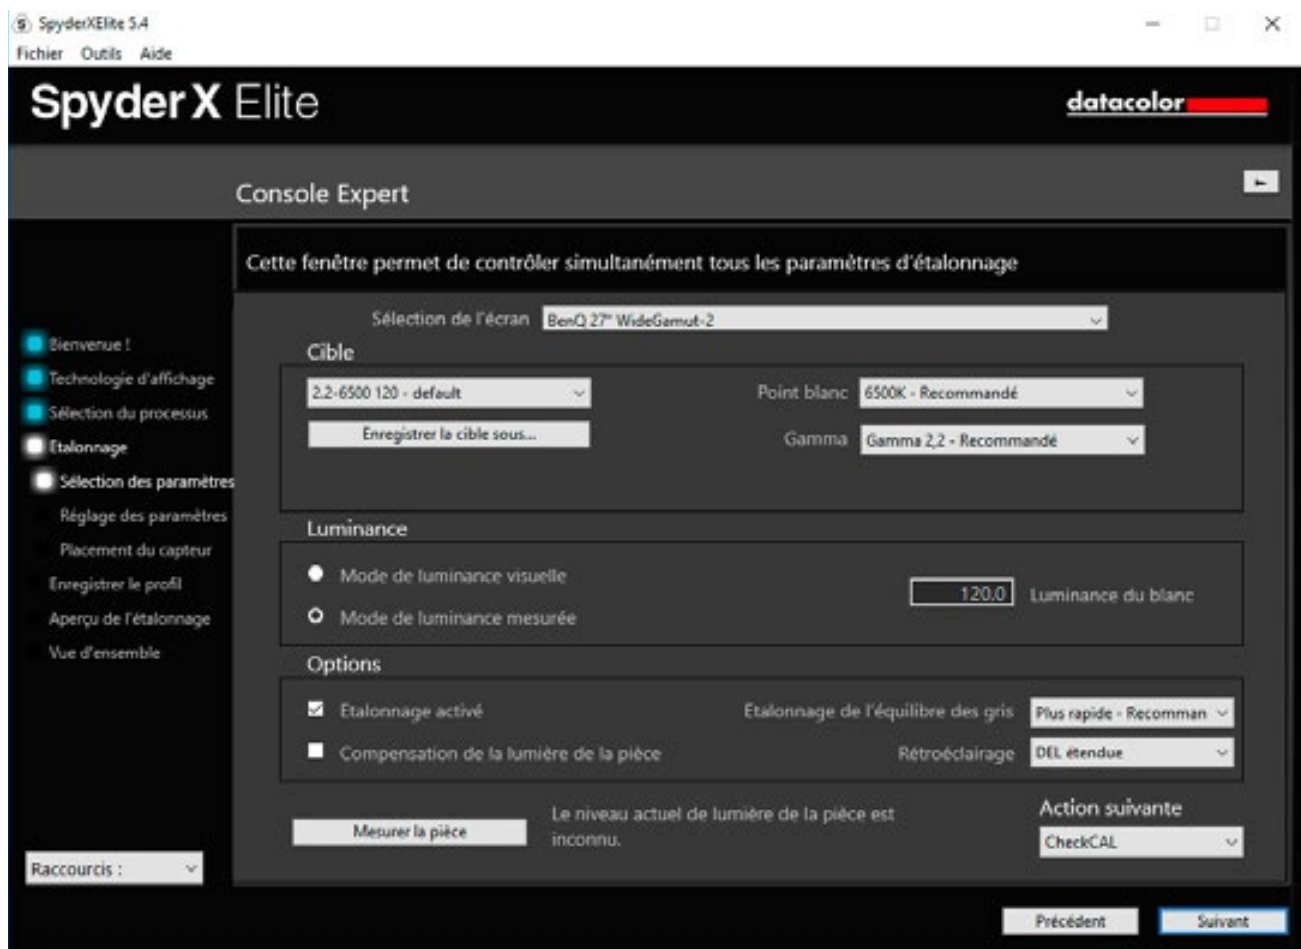 SpyderXElite 5.4
Fichier Outils Aide
SpyderX Elite
datacolor
Console Expert
Cette fenêtre permet de contrôler simultanément tous les paramètres d'étalonnage
Sélection de l'écran BenQ 27" WideGamut-2
Bienvenue !
Technologie d'affichage
Sélection du processus
Etalonnage
Sélection des paramètres
Réglage des paramètres
Placement du capteur
Enregistrer le profil
Aperçu de l'étalonnage
Vue d'ensemble
Cible
2.2-6500 120 - default
Point blanc 6500K - Recommandé
Enregistrer la cible sous...
Gamma Gamma 2,2 - Recommandé
Luminance
Mode de luminance visuelle
Mode de luminance mesurée
120.0 Luminance du blanc
Options
Etalonnage activé
Etalonnage de l'équilibre des gris Plus rapide - Recomman
Compensation de la lumière de la pièce
Rétroéclairage DEL étendue
Mesurer la pièce
Le niveau actuel de lumière de la pièce est
inconnu.
Action suivante
CheckCAL
Raccourcis :
Précédent Suivant